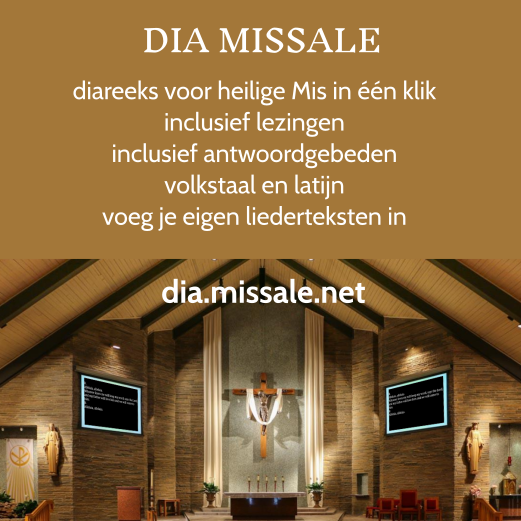 DIA MISSALE
diareeks voor heilige Mis in één klik
inclusief lezingen
inclusief antwoordgebeden
volkstaal en latijn
voeg je eigen liederteksten in
dia.missale.net